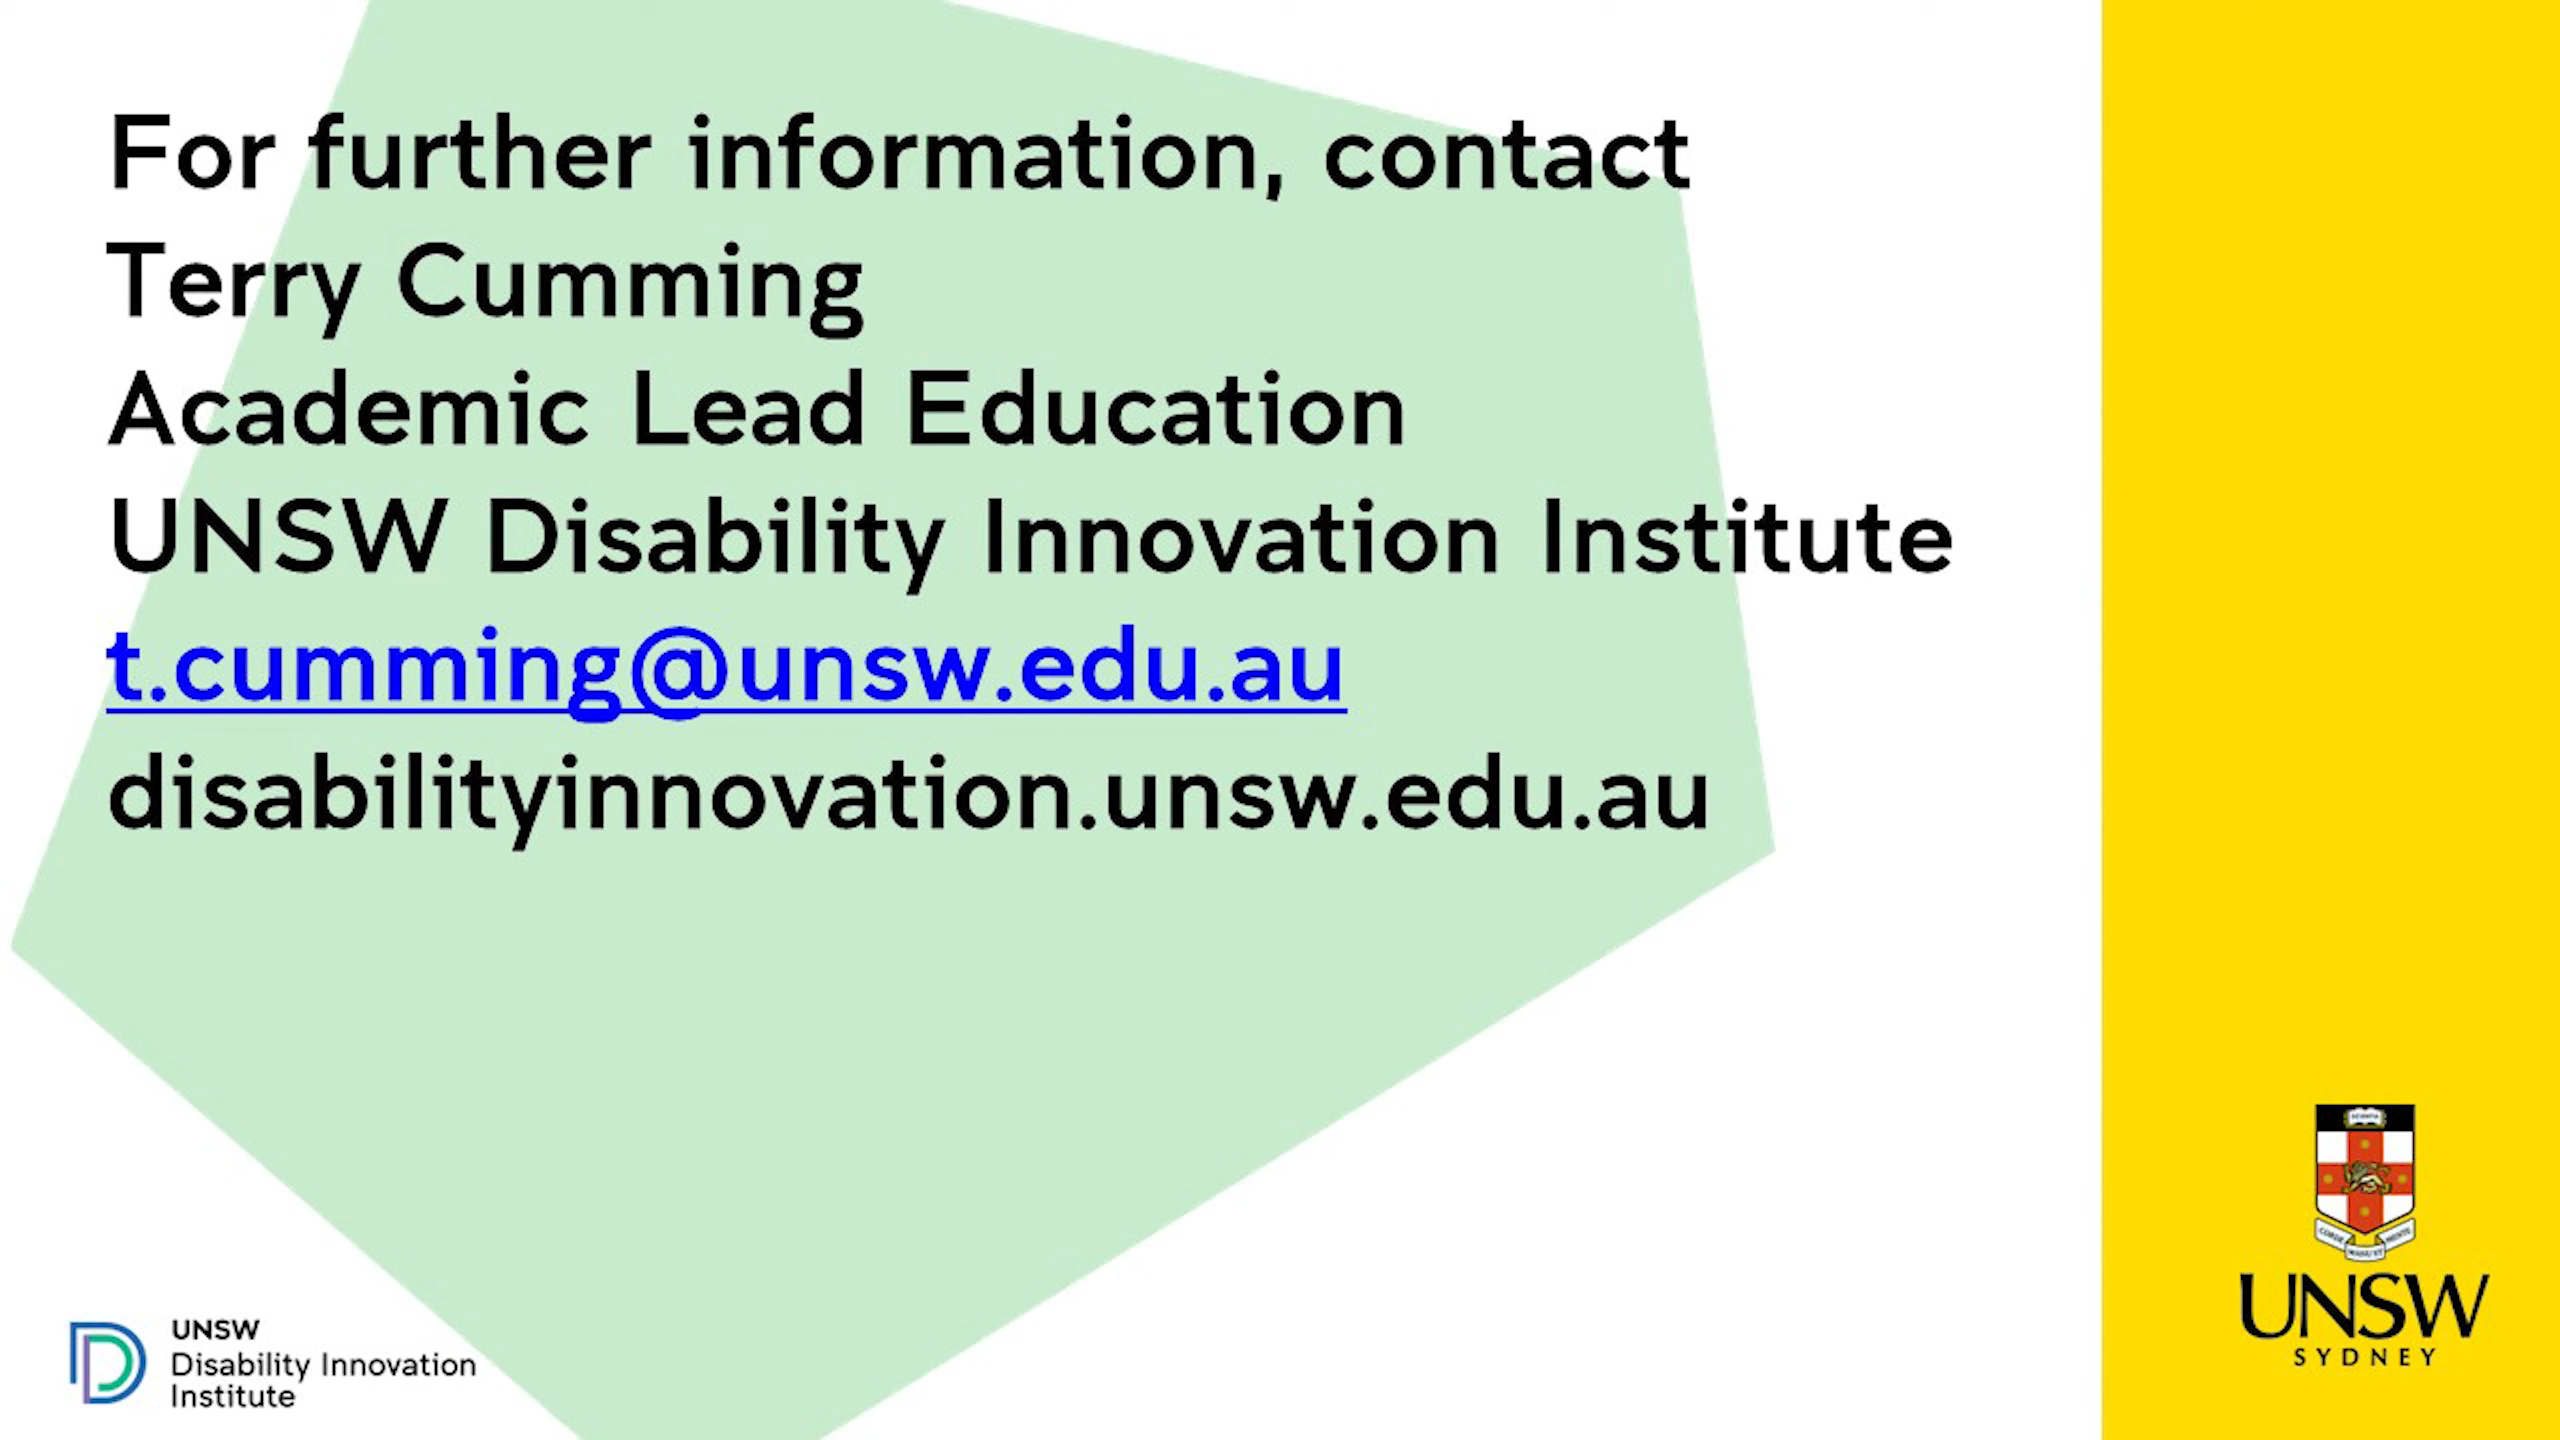 For further information, contact
Terry Cumming
Academic Lead Education
UNSW Disability Innovation Institute
t.cumming@unsw.edu.au
disabilityinnovation.unsw.edu.au
UNSW
Disability Innovation
Institute
UNSW
SYDNEY